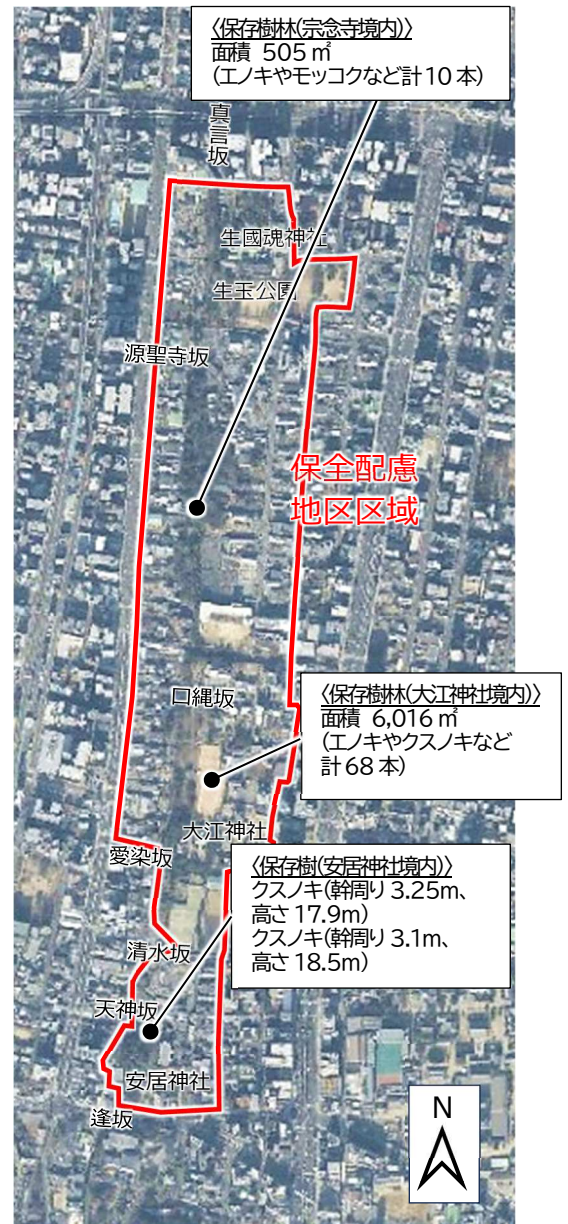 〈保存樹林(宗念寺境内)〉
面積 505㎡
(エノキやモッコクなど計10本)
真言坂
生國魂神社
生玉公園
源聖寺坂
保全配慮
地区区域
口縄坂
〈保存樹林(大江神社境内)〉
面積 6,016㎡
(エノキやクスノキなど
計68本)
大江神社
愛染坂
〈保存樹(安居神社境内)〉
クスノキ(幹周り3.25m、
高さ17.9m)
クスノキ(幹周り3.1m、
高さ18.5m)
清水坂
天神坂
安居神社
逢坂
N